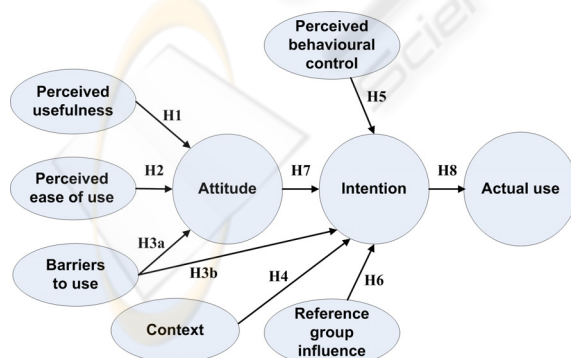 Perceived
behavioural
control
Perceived
usefulness
H1
H5
Perceived
ease of use
H2
Attitude
H7
Intention
H8
Actual use
H3a
Barriers
to use
H3b
H4
H6
Context
Reference
group
influence